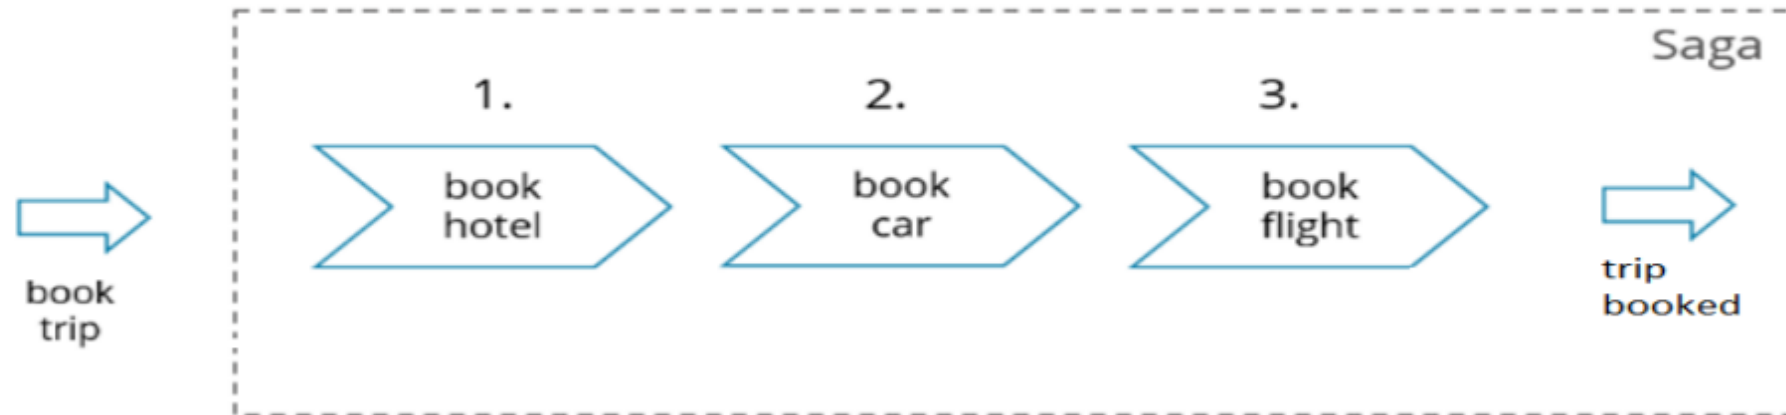 Saga
1.
2.
3.
book
hotel
book
car
book
flight
book
trip
trip
booked